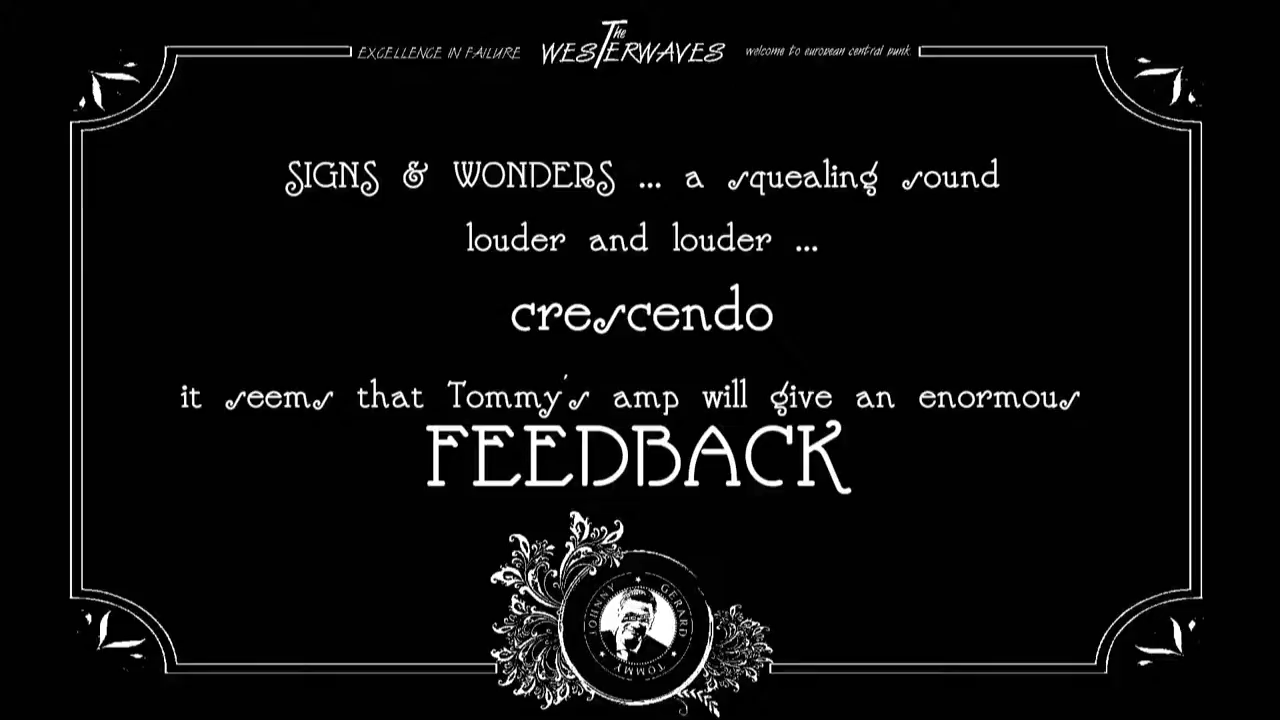 EXCELLENCE IN FAILURE The WESTERWAVES welcome to european central punk
SIGNS & WONDERS ... a squealing sound
louder and louder ...
crescendo
it seems that Tommy's amp will give an enormous
FEEDBACK
JOHNNY GERARD
TOMMY